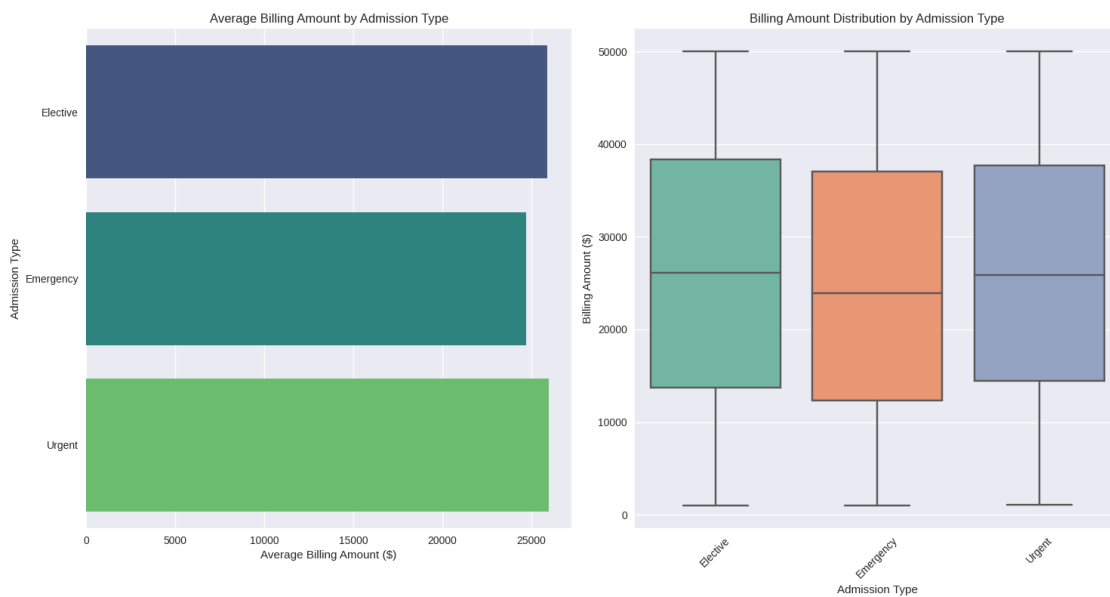 Average Billing Amount by Admission Type
Admission Type
Elective
Emergency
Urgent
0 5000 10000 15000 20000 25000
Average Billing Amount ($)
Billing Amount Distribution by Admission Type
Billing Amount ($)
50000
40000
30000
20000
10000
0
Elective Emergency Urgent
Admission Type